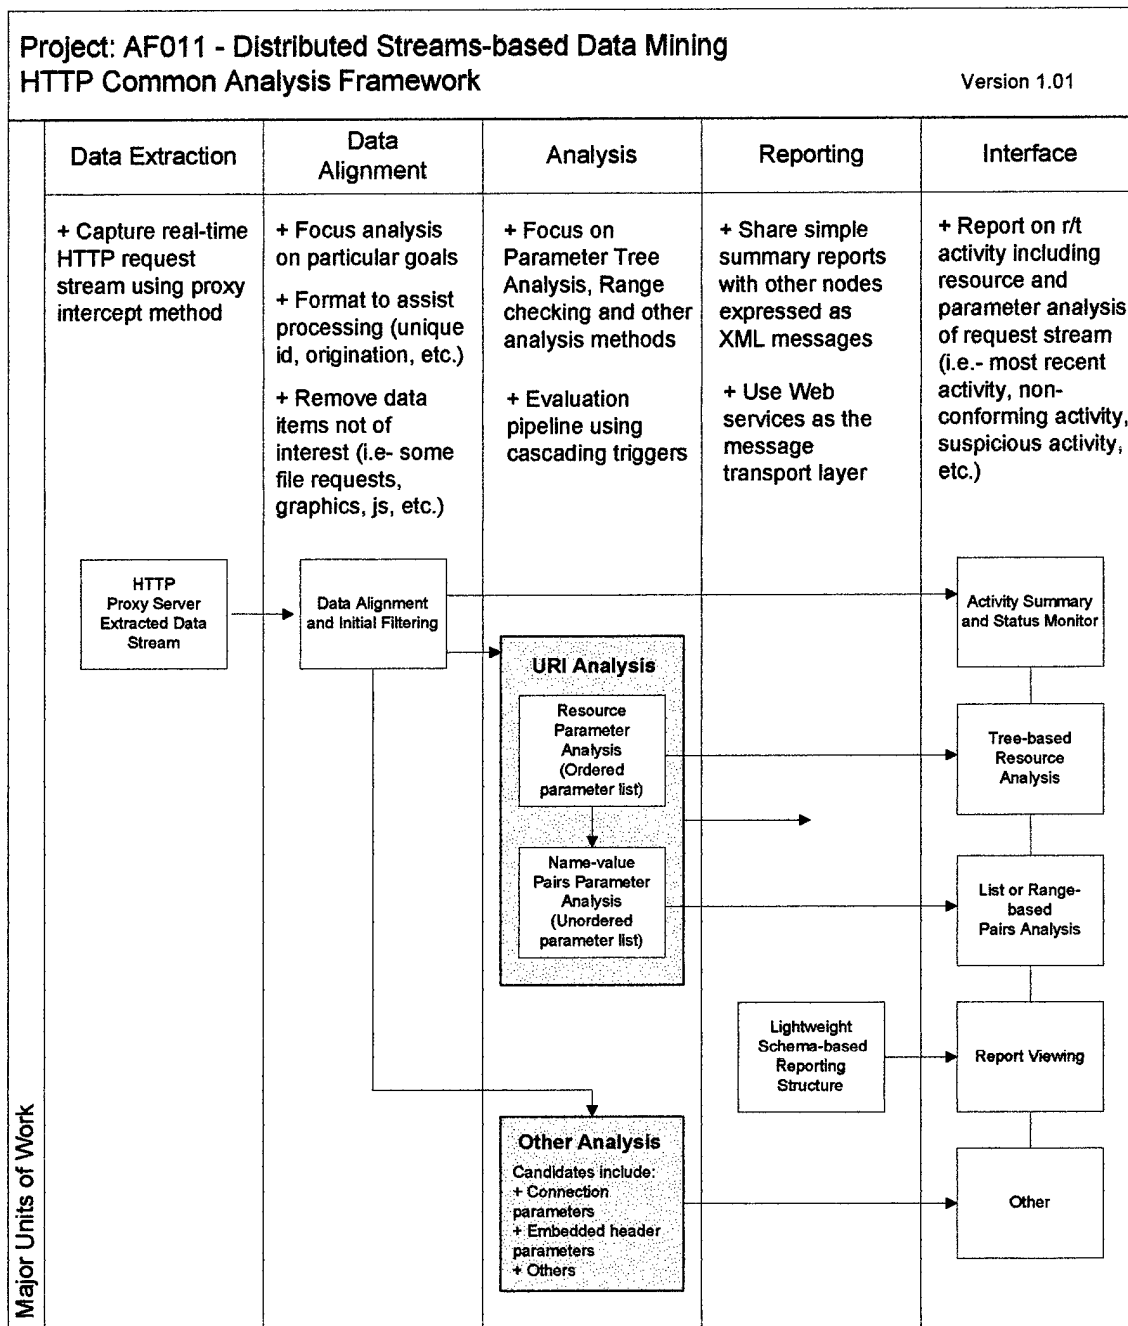 Project: AF011 - Distributed Streams-based Data Mining
HTTP Common Analysis Framework
Version 1.01
Data Extraction
Data
Alignment
Analysis
Reporting
Interface
+ Capture real-time
HTTP request
stream using proxy
intercept method
+ Focus analysis
on particular goals
+ Format to assist
processing (unique
id, origination, etc.)
+ Remove data
items not of
interest (i.e- some
file requests,
graphics, js, etc.)
+ Focus on
Parameter Tree
Analysis, Range
checking and other
analysis methods
+ Evaluation
pipeline using
cascading triggers
+ Share simple
summary reports
with other nodes
expressed as
XML messages
+ Use Web
services as the
message
transport layer
+ Report on r/t
activity including
resource and
parameter analysis
of request stream
(i.e.- most recent
activity, non-
conforming activity,
suspicious activity,
etc.)
HTTP
Proxy Server
Extracted Data
Stream
Data Alignment
and Initial Filtering
Activity Summary
and Status Monitor
URI Analysis
Resource
Parameter
Analysis
(Ordered
parameter list)
Tree-based
Resource
Analysis
Name-value
Pairs Parameter
Analysis
(Unordered
parameter list)
List or Range-
based
Pairs Analysis
Lightweight
Schema-based
Reporting
Structure
Report Viewing
Other Analysis
Candidates include:
+ Connection
parameters
+ Embedded header
parameters
+ Others
Other
Major Units of Work